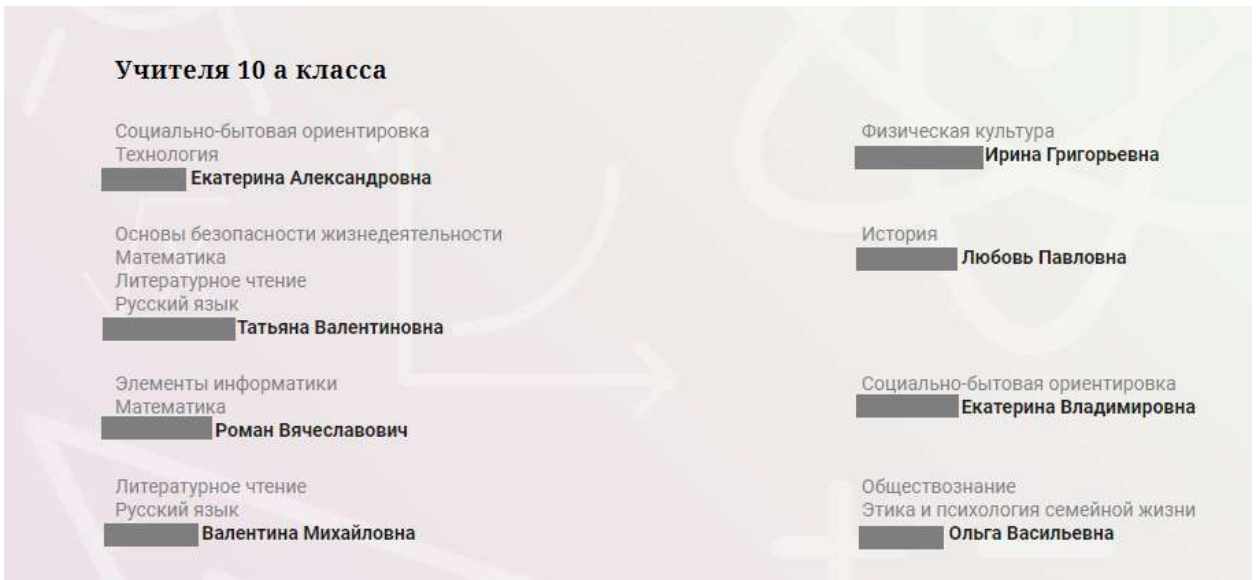 Учителя 10 а класса
Социально-бытовая ориентировка
Технология
Екатерина Александровна
Физическая культура
Ирина Григорьевна
Основы безопасности жизнедеятельности
Математика
Литературное чтение
Русский язык
Татьяна Валентиновна
История
Любовь Павловна
Элементы информатики
Математика
Роман Вячеславович
Социально-бытовая ориентировка
Екатерина Владимировна
Литературное чтение
Русский язык
Валентина Михайловна
Обществознание
Этика и психология семейной жизни
Ольга Васильевна